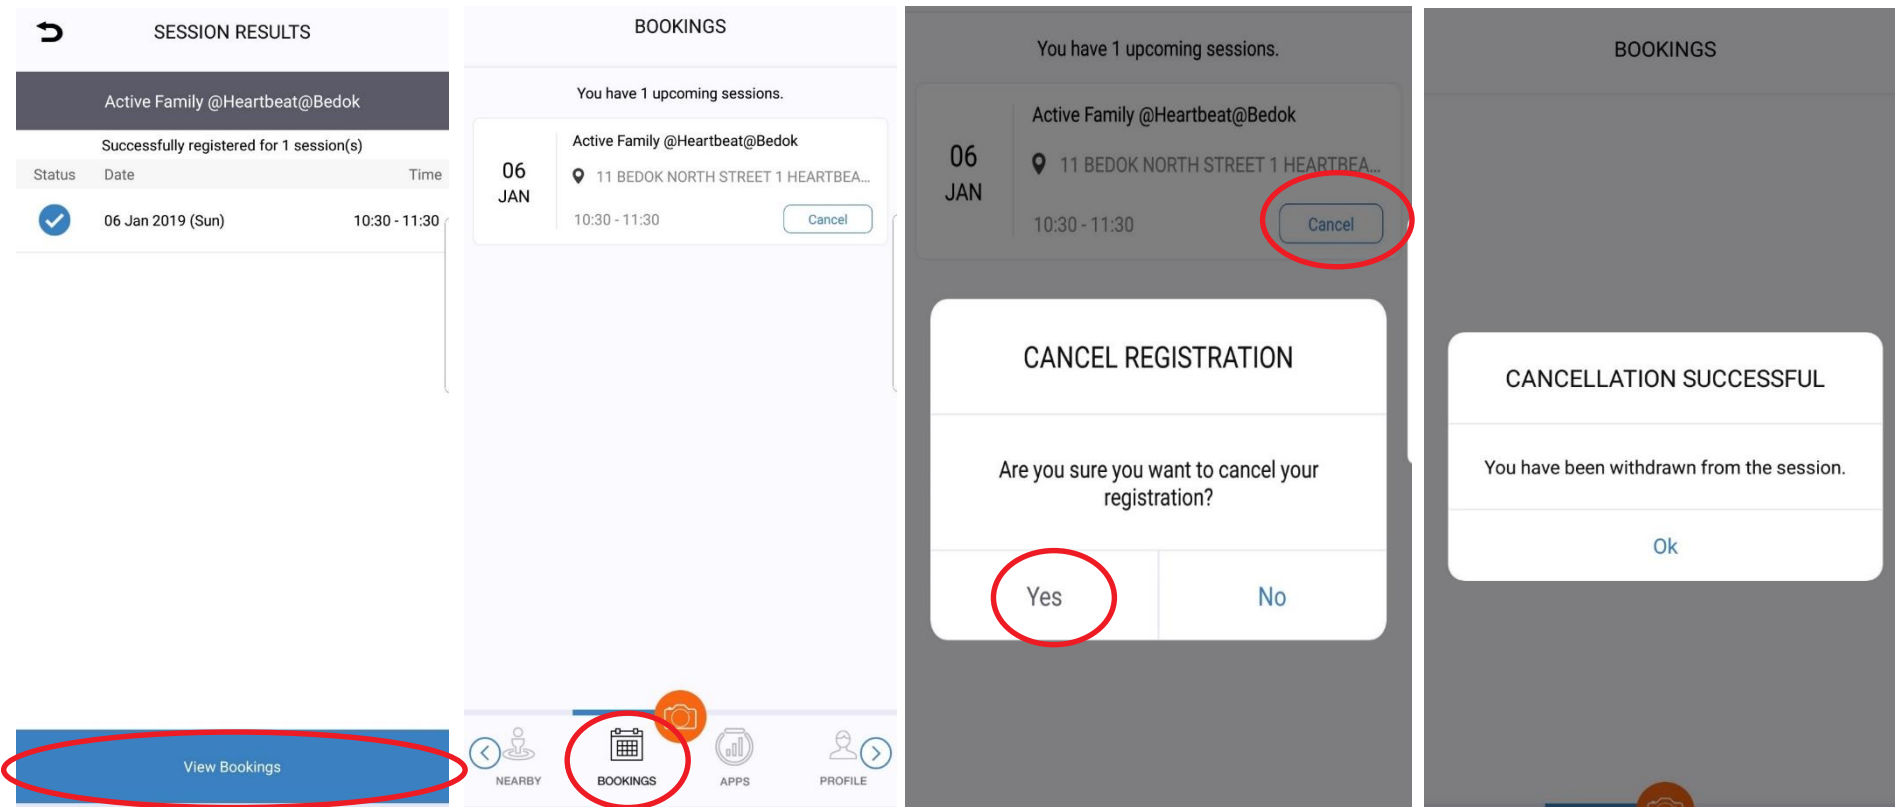 SESSION RESULTS
Active Family @Heartbeat@Bedok
Successfully registered for 1 session(s)
Status Date Time
06 Jan 2019 (Sun) 10:30 - 11:30
View Bookings
BOOKINGS
You have 1 upcoming sessions.
Active Family @Heartbeat@Bedok
06
JAN
11 BEDOK NORTH STREET 1 HEARTBEA...
10:30 - 11:30
Cancel
NEARBY
BOOKINGS
APPS
PROFILE
You have 1 upcoming sessions.
Active Family @Heartbeat@Bedok
06
JAN
11 BEDOK NORTH STREET 1 HEARTBEA...
10:30 - 11:30
Cancel
CANCEL REGISTRATION
Are you sure you want to cancel your
registration?
Yes
No
BOOKINGS
CANCELLATION SUCCESSFUL
You have been withdrawn from the session.
Ok